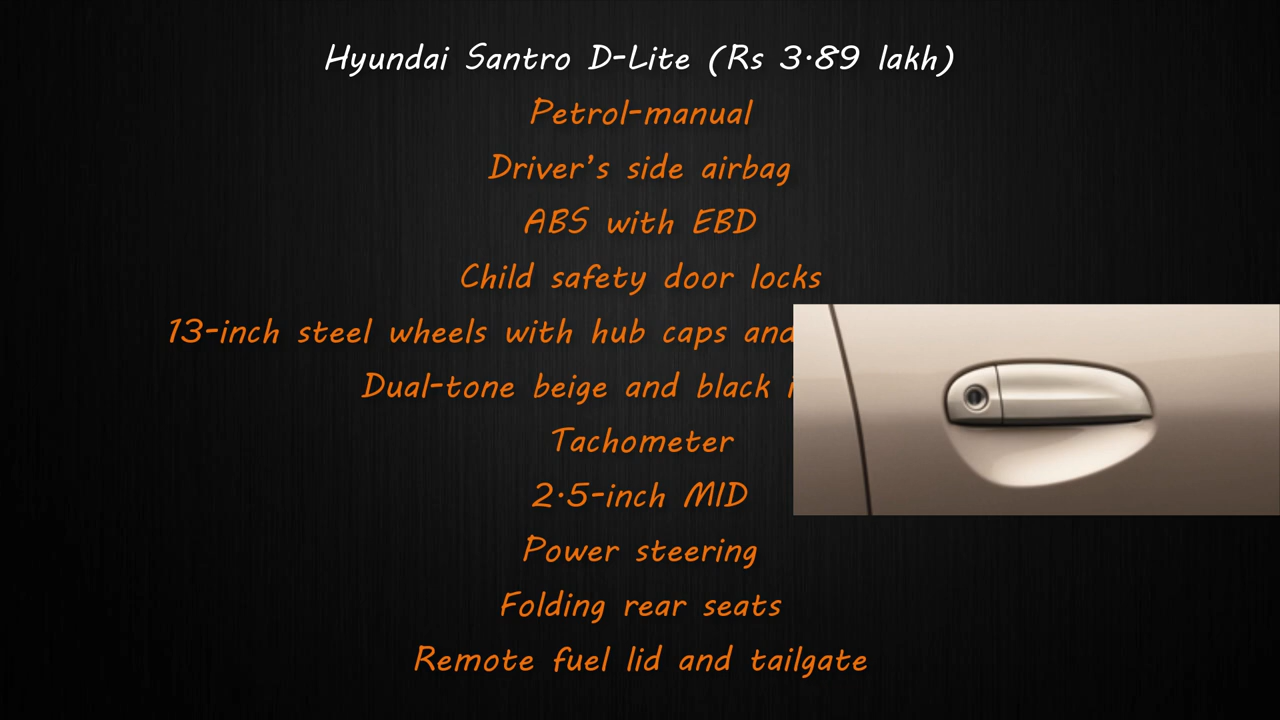 Hyundai Santro D-Lite (Rs 3.89 lakh)
Petrol-manual
Driver’s side airbag
ABS with EBD
Child safety door locks
13-inch steel wheels with hub caps and
Dual-tone beige and black
Tachometer
2.5-inch MID
Power steering
Folding rear seats
Remote fuel lid and tailgate